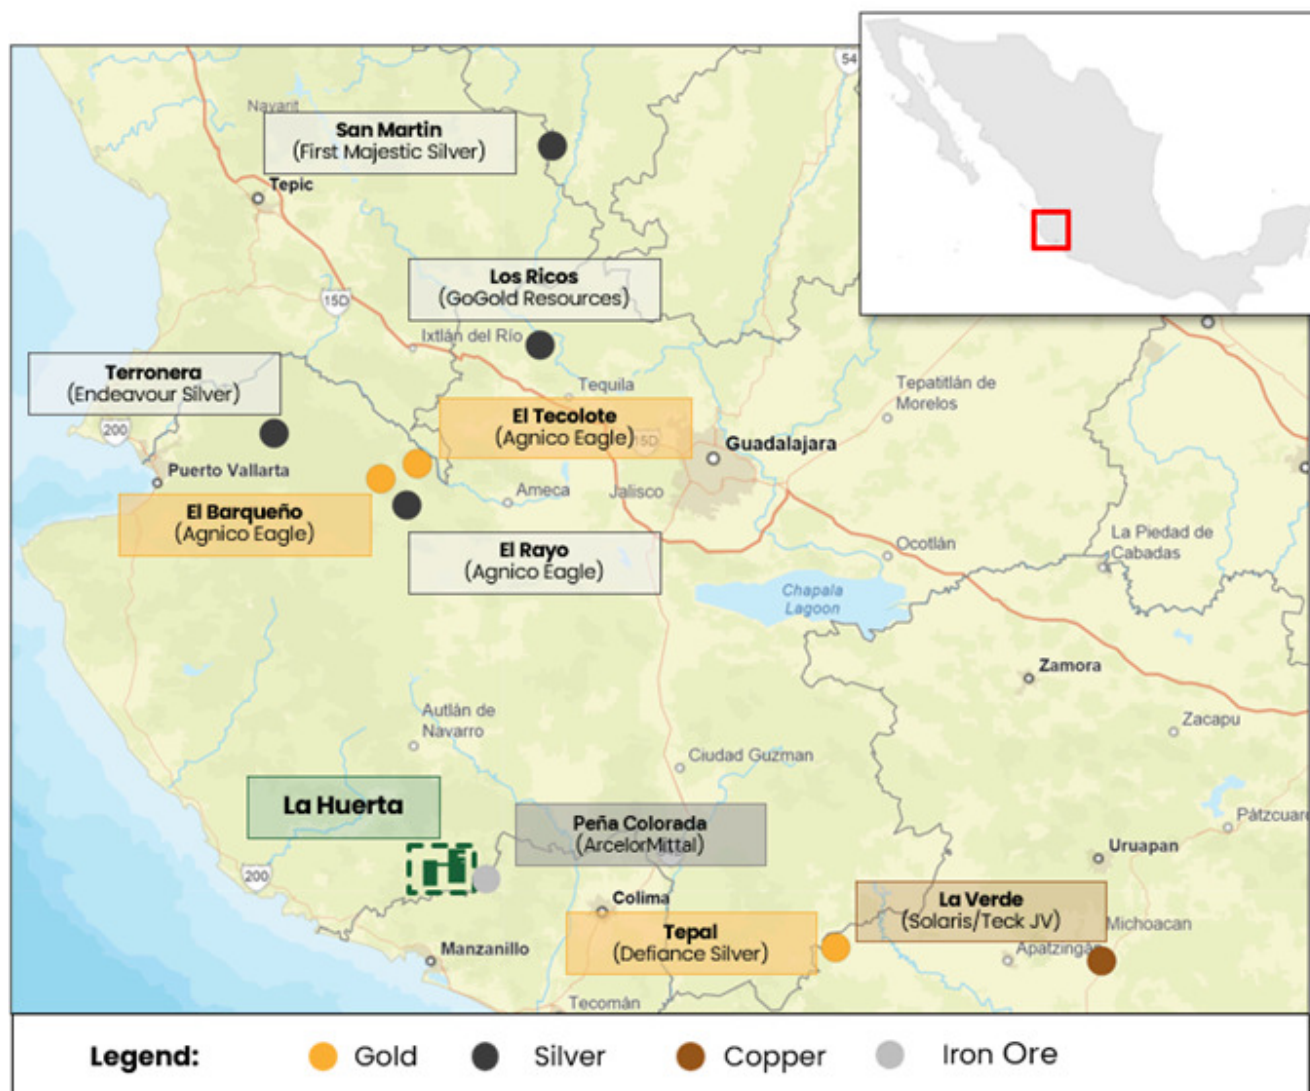 54
Nayarit
San Martin
(First Majestic Silver)
Tepic
Los Ricos
(GoGold Resources)
15D
Ixtlán del Río
Terronera
(Endeavour Silver)
Tequila
Tepatitlán de
Morelos
El Tecolote
(Agnico Eagle)
15D
200
Guadalajara
Puerto Vallarta
Ameca
Jalisco
El Barqueño
(Agnico Eagle)
El Rayo
(Agnico Eagle)
Ocotlán
La Piedad de
Cabadas
Chapala
Lagoon
Zamora
Autlán de
Navarro
Zacapu
Ciudad Guzman
La Huerta
Peña Colorada
(ArcelorMittal)
Pátzcuaro
Uruapan
200
Colima
La Verde
(Solaris/Teck JV)
Michoacan
Tepal
(Defiance Silver)
Manzanillo
Apatzingán
Tecomán
Legend:
Gold
Silver
Copper
Iron Ore